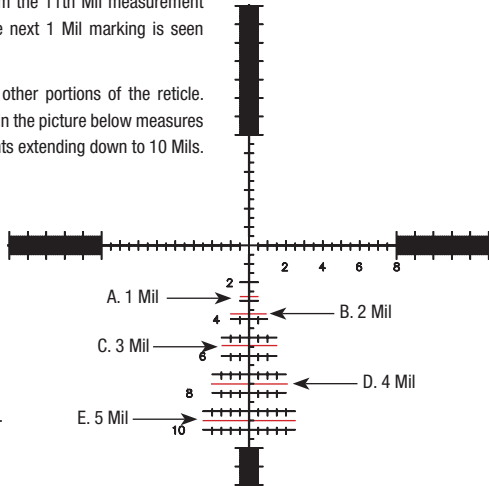 m the 11th Mil measurement
e next 1 Mil marking is seen
other portions of the reticle.
n the picture below measures
nts extending down to 10 Mils.
2 4 6 8
2
A. 1 Mil
B. 2 Mil
4
C. 3 Mil
6
D. 4 Mil
8
E. 5 Mil
10